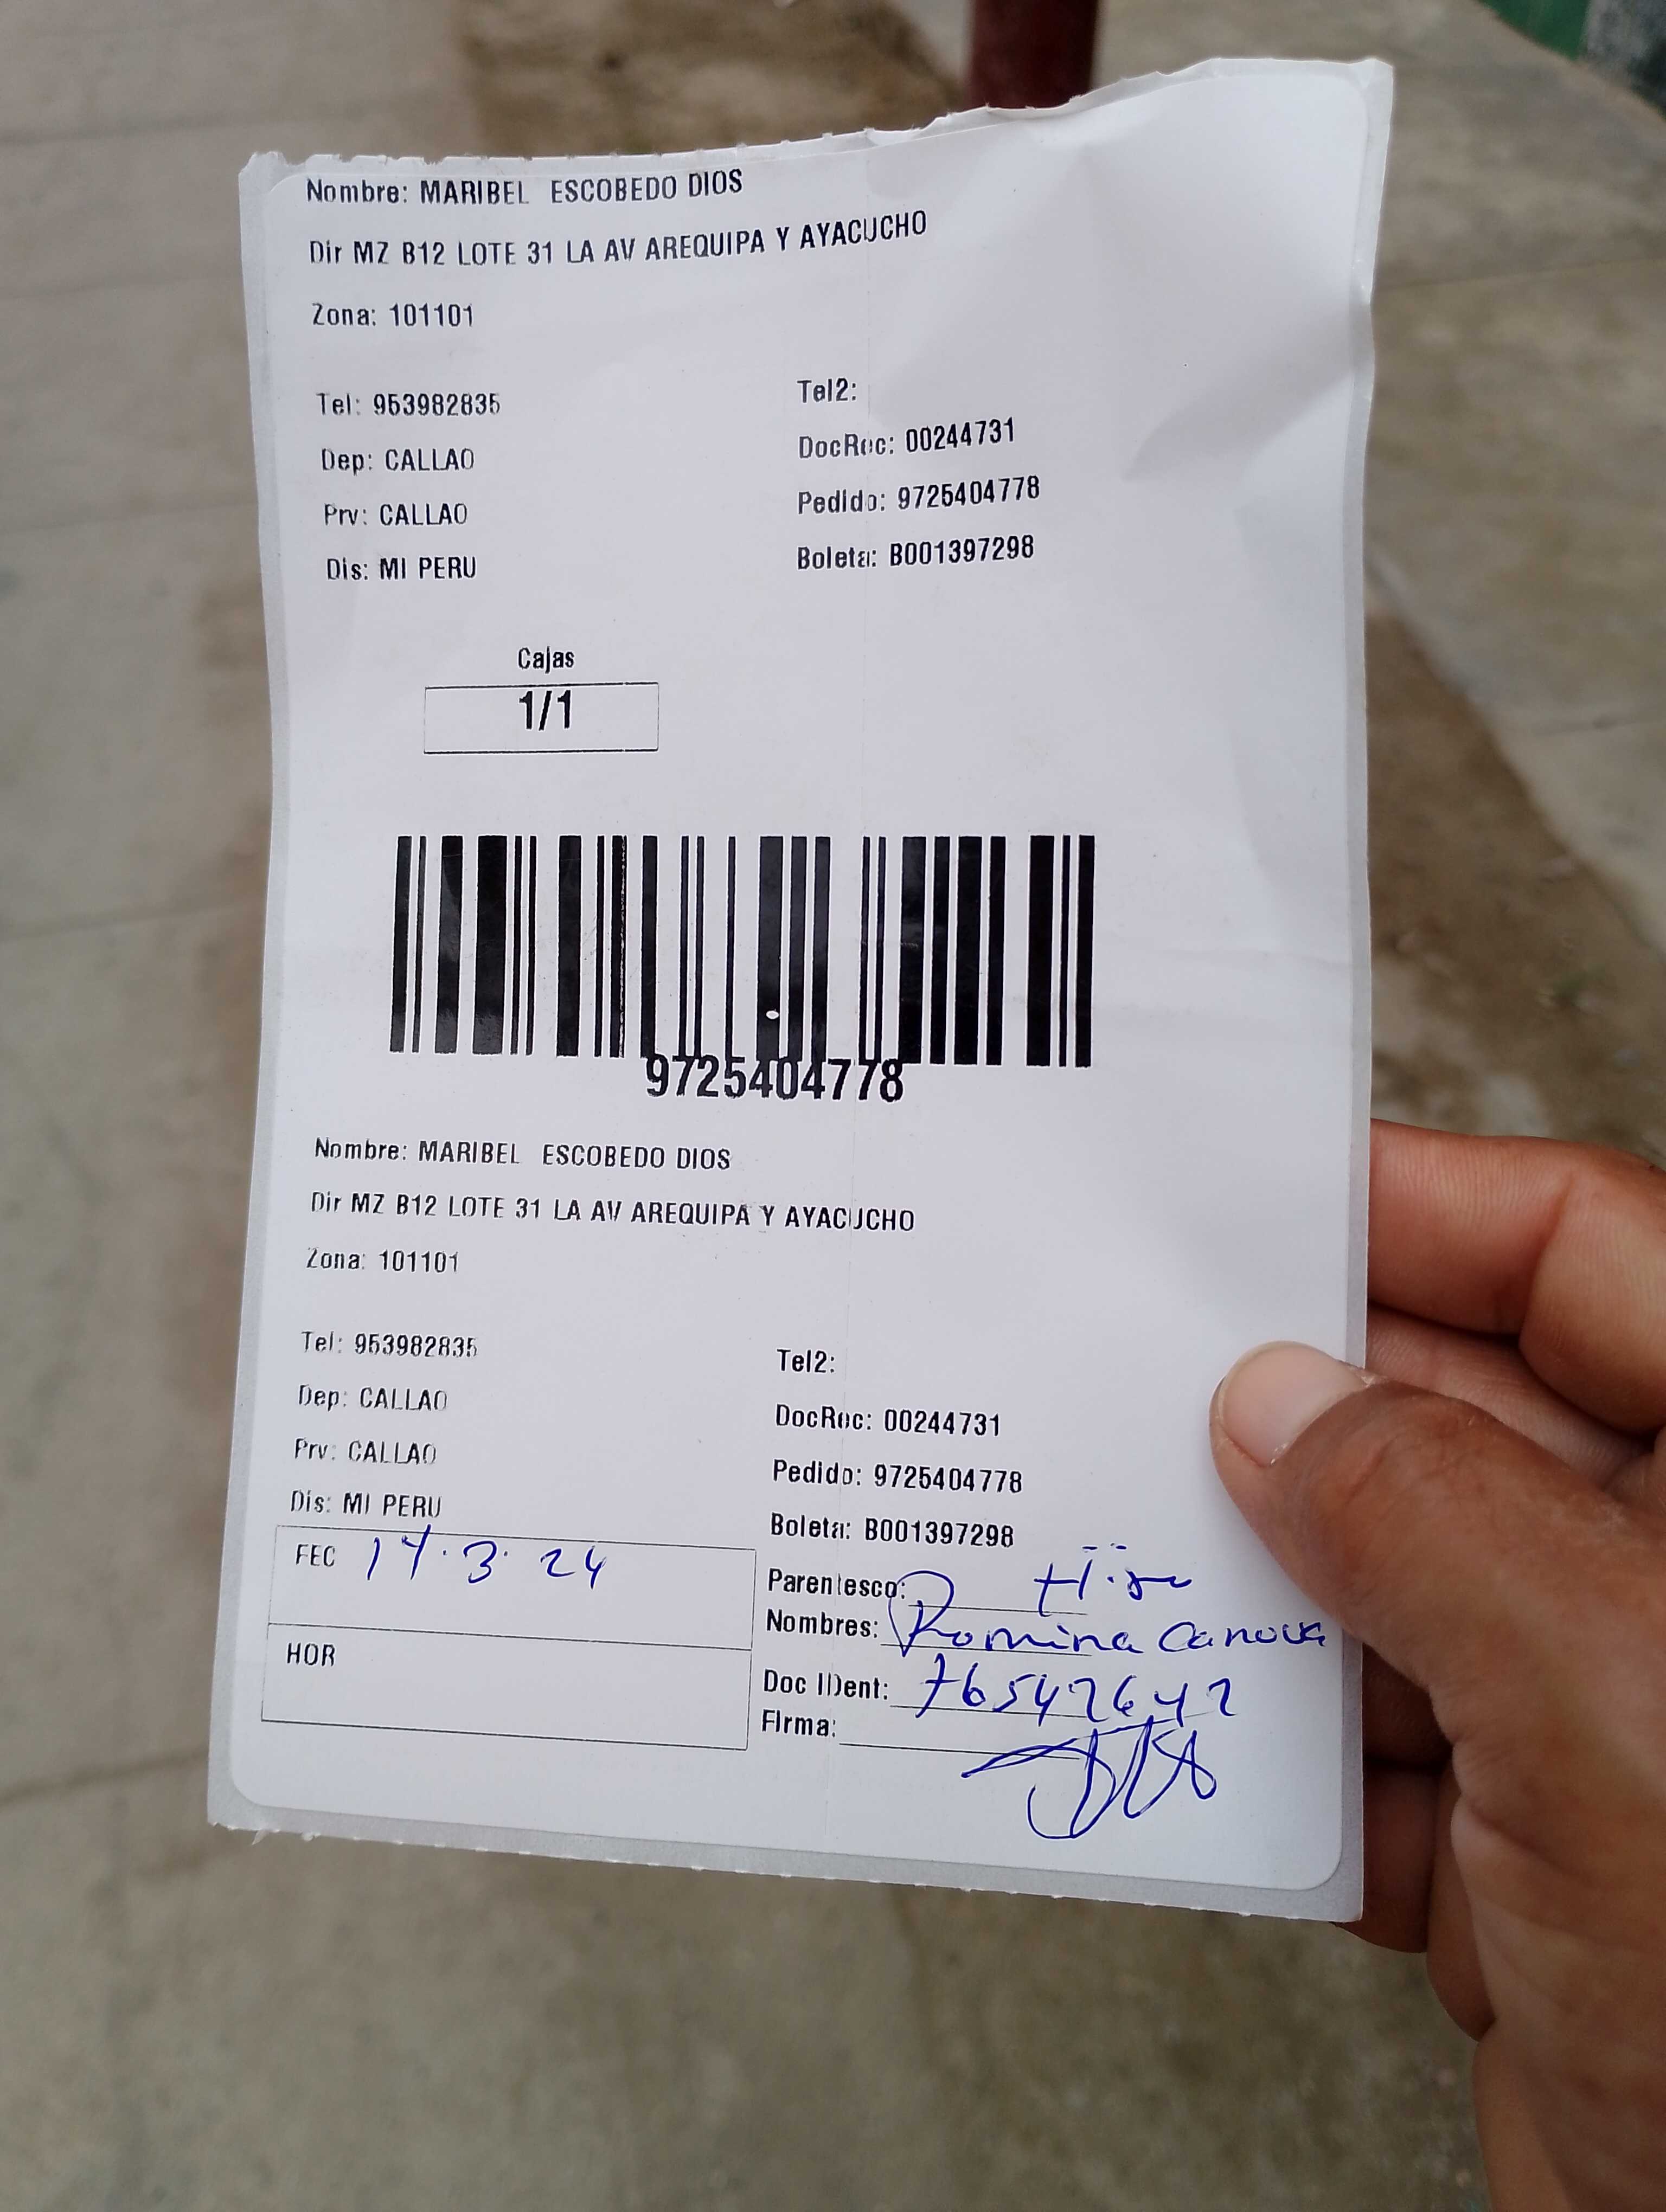 Nombre: MARIBEL ESCOBEDO DIOS
Dir MZ B12 LOTE 31 LA AV AREQUIPA Y AYACUCHO
Zona: 101101
Tel: 953982835
Tel2:
Dep: CALLAO
DocRec: 00244731
Prv: CALLAO
Pedido: 9725404778
Dis: MI PERU
Boleta: B001397298
Cajas
1/1
9725404778
Nombre: MARIBEL ESCOBEDO DIOS
Dir MZ B12 LOTE 31 LA AV AREQUIPA Y AYACUCHO
Zona: 101101
Tel: 953982835
Tel2:
Dep: CALLAO
DocRec: 00244731
Prv: CALLAO
Pedido: 9725404778
Dis: MI PERU
Boleta: B001397298
FEC 14.3.24
Parentesco:
Nombres: Romina Canova
HOR
Doc IDent: 76547642
Firma: